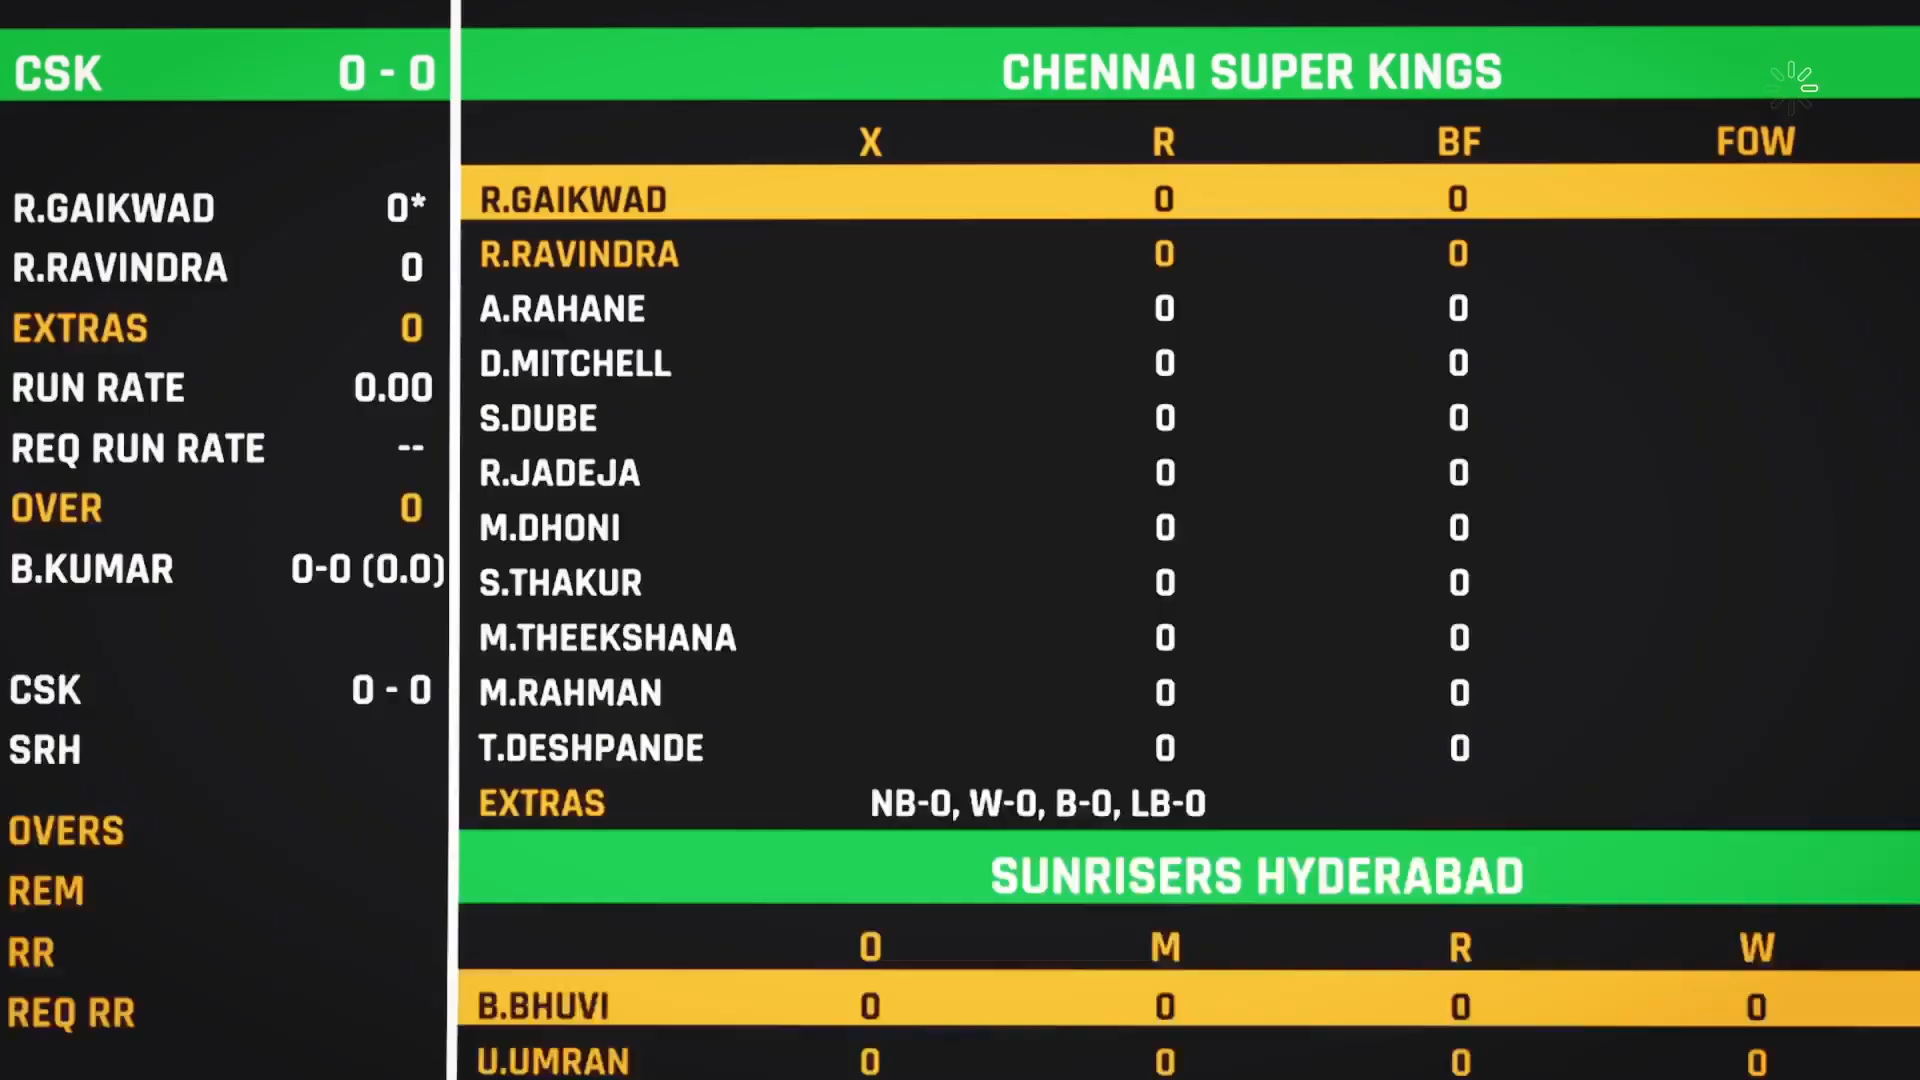 CSK 0 - 0
R.GAIKWAD 0*
R.RAVINDRA 0
EXTRAS 0
RUN RATE 0.00
REQ RUN RATE --
OVER 0
B.KUMAR 0-0 (0.0)
CSK 0 - 0
SRH
OVERS
REM
RR
REQ RR
CHENNAI SUPER KINGS
X R BF FOW
R.GAIKWAD 0 0
R.RAVINDRA 0 0
A.RAHANE 0 0
D.MITCHELL 0 0
S.DUBE 0 0
R.JADEJA 0 0
M.DHONI 0 0
S.THAKUR 0 0
M.THEEKSHANA 0 0
M.RAHMAN 0 0
T.DESHPANDE 0 0
EXTRAS NB-0, W-0, B-0, LB-0
SUNRISERS HYDERABAD
O M R W
B.BHUVI 0 0 0 0
U.UMRAN 0 0 0 0